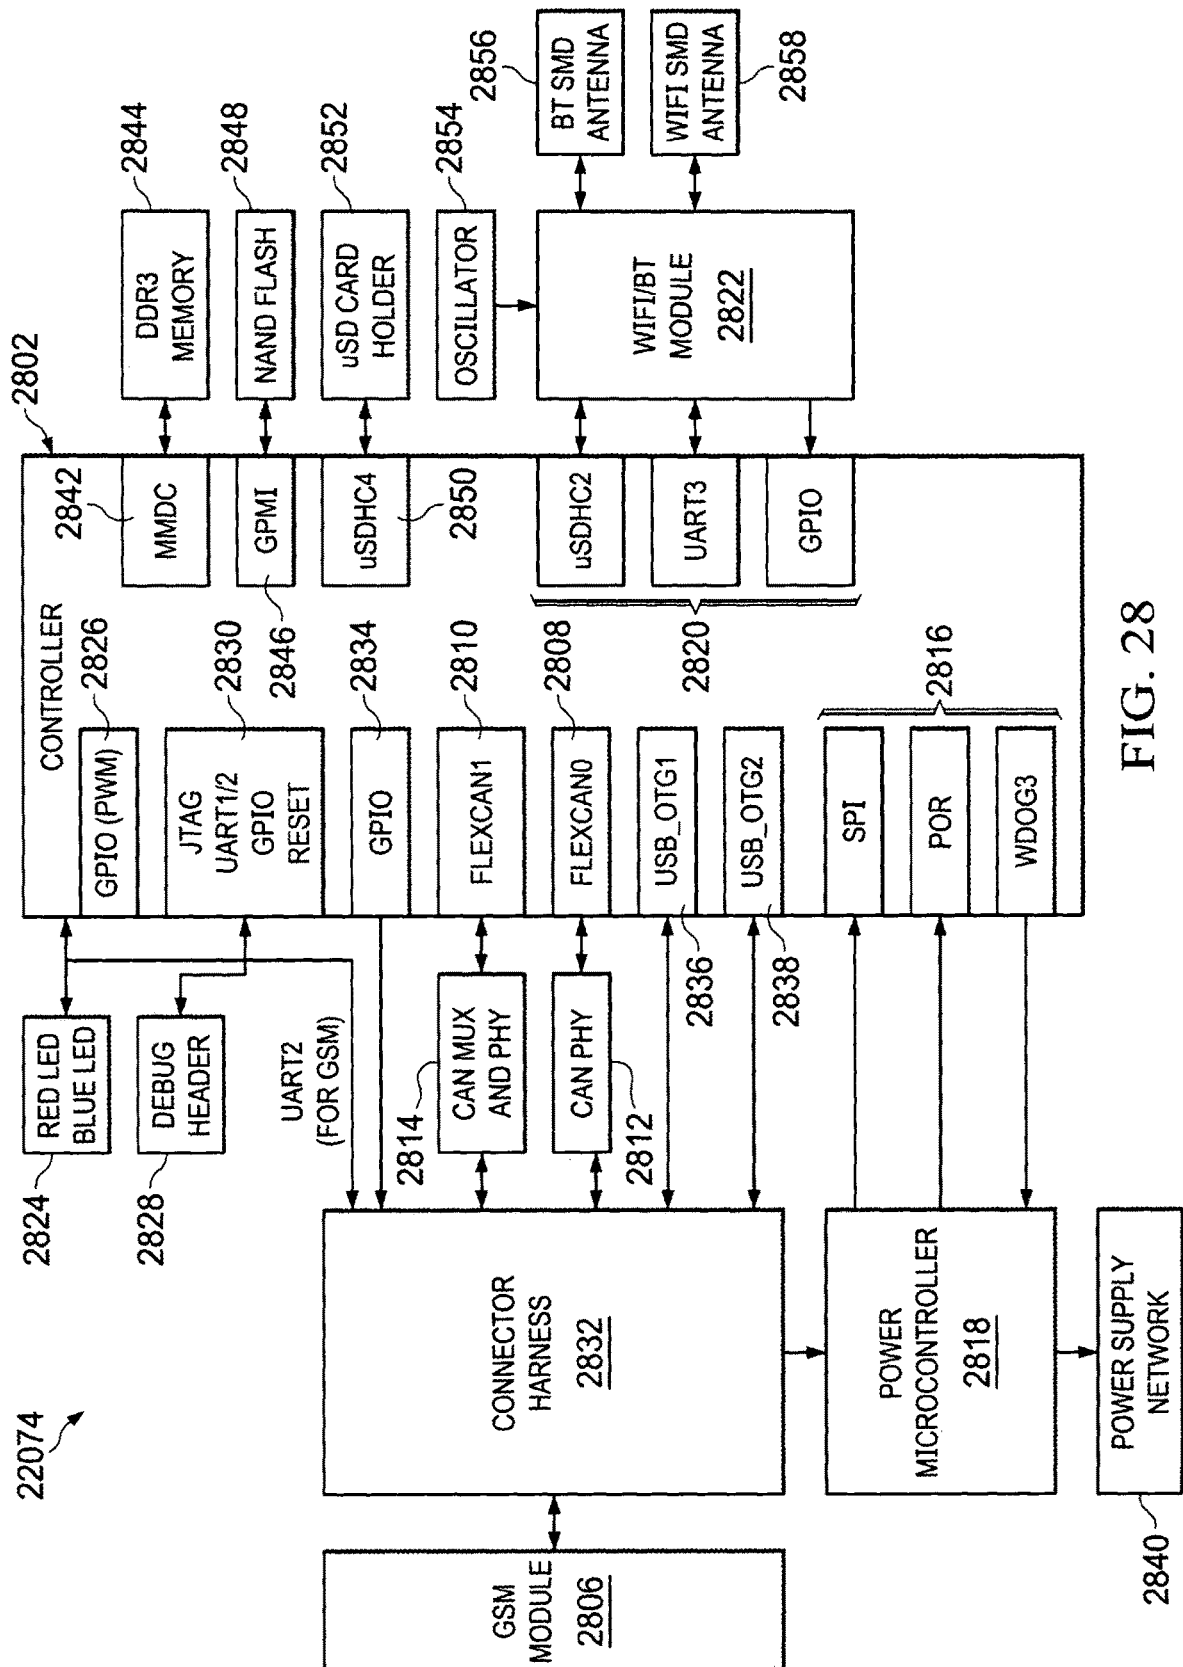 22074
2802
CONTROLLER
2824
RED LED
BLUE LED
GPIO (PWM)
2826
2828
DEBUG
HEADER
JTAG
UART1/2
GPIO
RESET
2830
UART2
(FOR GSM)
GPIO
2834
2814
CAN MUX
AND PHY
FLEXCAN1
2810
CAN PHY
2812
FLEXCAN0
2808
USB_OTG1
2836
USB_OTG2
2838
SPI
POR
WDOG3
2816
2842
MMDC
DDR3
MEMORY
2844
GPMI
2846
NAND FLASH
2848
uSDHC4
2850
uSD CARD
HOLDER
2852
OSCILLATOR
2854
uSDHC2
UART3
GPIO
2820
WIFI/BT
MODULE
2822
BT SMD
ANTENNA
2856
WIFI SMD
ANTENNA
2858
GSM
MODULE
2806
CONNECTOR
HARNESS
2832
POWER
MICROCONTROLLER
2818
POWER SUPPLY
NETWORK
2840
FIG. 28